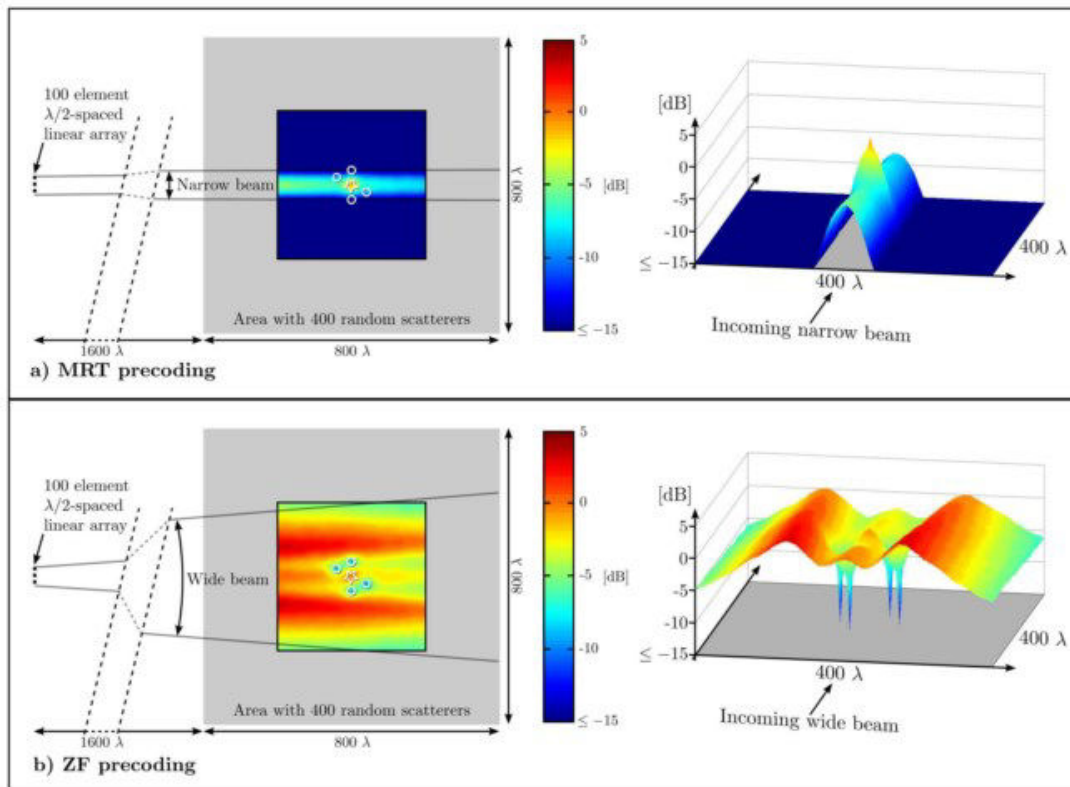 100 element
λ/2-spaced
linear array
Narrow beam
Area with 400 random scatterers
1600 λ
800 λ
800 λ
5
0
-5
-10
≤ −15
[dB]
[dB]
5
0
-5
-10
≤ −15
400 λ
400 λ
Incoming narrow beam
a) MRT precoding
100 element
λ/2-spaced
linear array
Wide beam
Area with 400 random scatterers
1600 λ
800 λ
800 λ
5
0
-5
-10
≤ −15
[dB]
[dB]
5
0
-5
-10
≤ −15
400 λ
400 λ
Incoming wide beam
b) ZF precoding